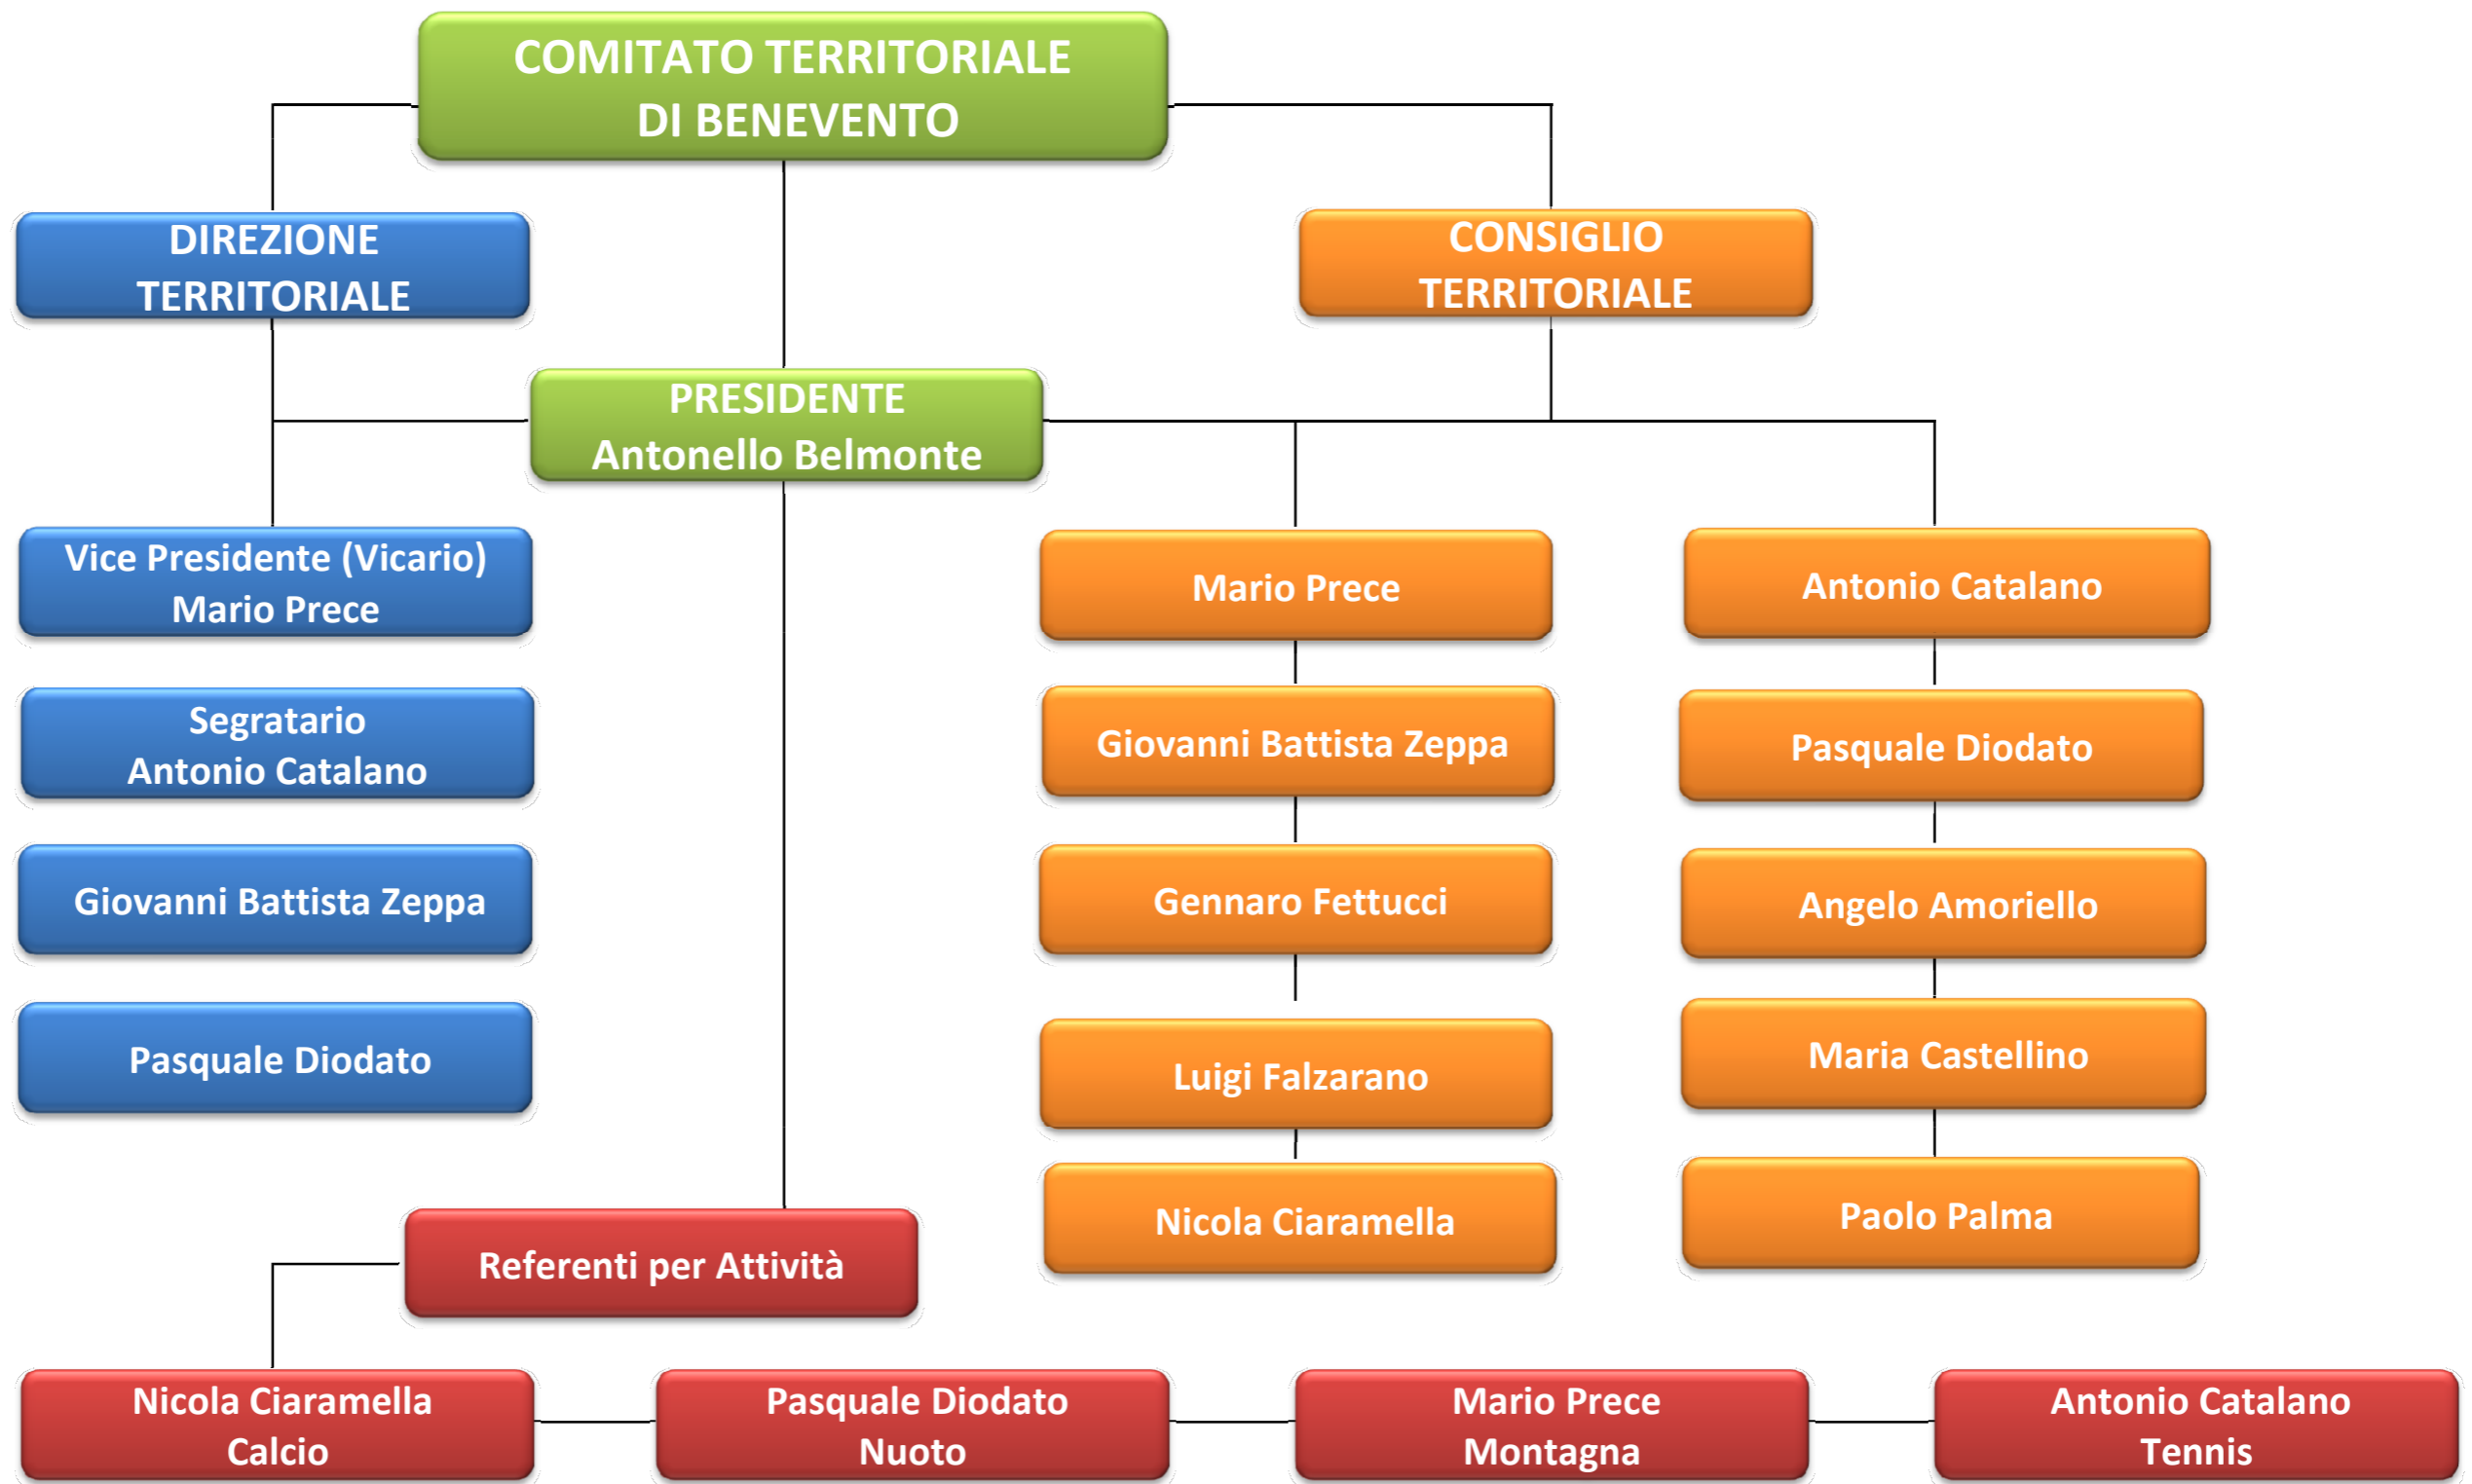 COMITATO TERRITORIALE
DI BENEVENTO
DIREZIONE
TERRITORIALE
CONSIGLIO
TERRITORIALE
PRESIDENTE
Antonello Belmonte
Vice Presidente (Vicario)
Mario Prece
Segratario
Antonio Catalano
Giovanni Battista Zeppa
Pasquale Diodato
Mario Prece
Giovanni Battista Zeppa
Gennaro Fettucci
Luigi Falzarano
Nicola Ciaramella
Antonio Catalano
Pasquale Diodato
Angelo Amoriello
Maria Castellino
Paolo Palma
Referenti per Attività
Nicola Ciaramella
Calcio
Pasquale Diodato
Nuoto
Mario Prece
Montagna
Antonio Catalano
Tennis